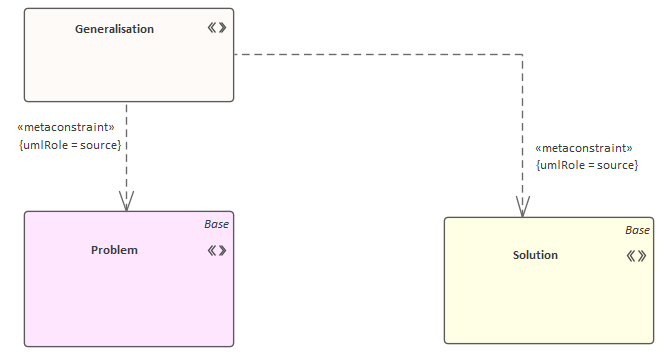 Generalisation
«metaconstraint»
{umlRole = source}
«metaconstraint»
{umlRole = source}
Base
Problem
Base
Solution